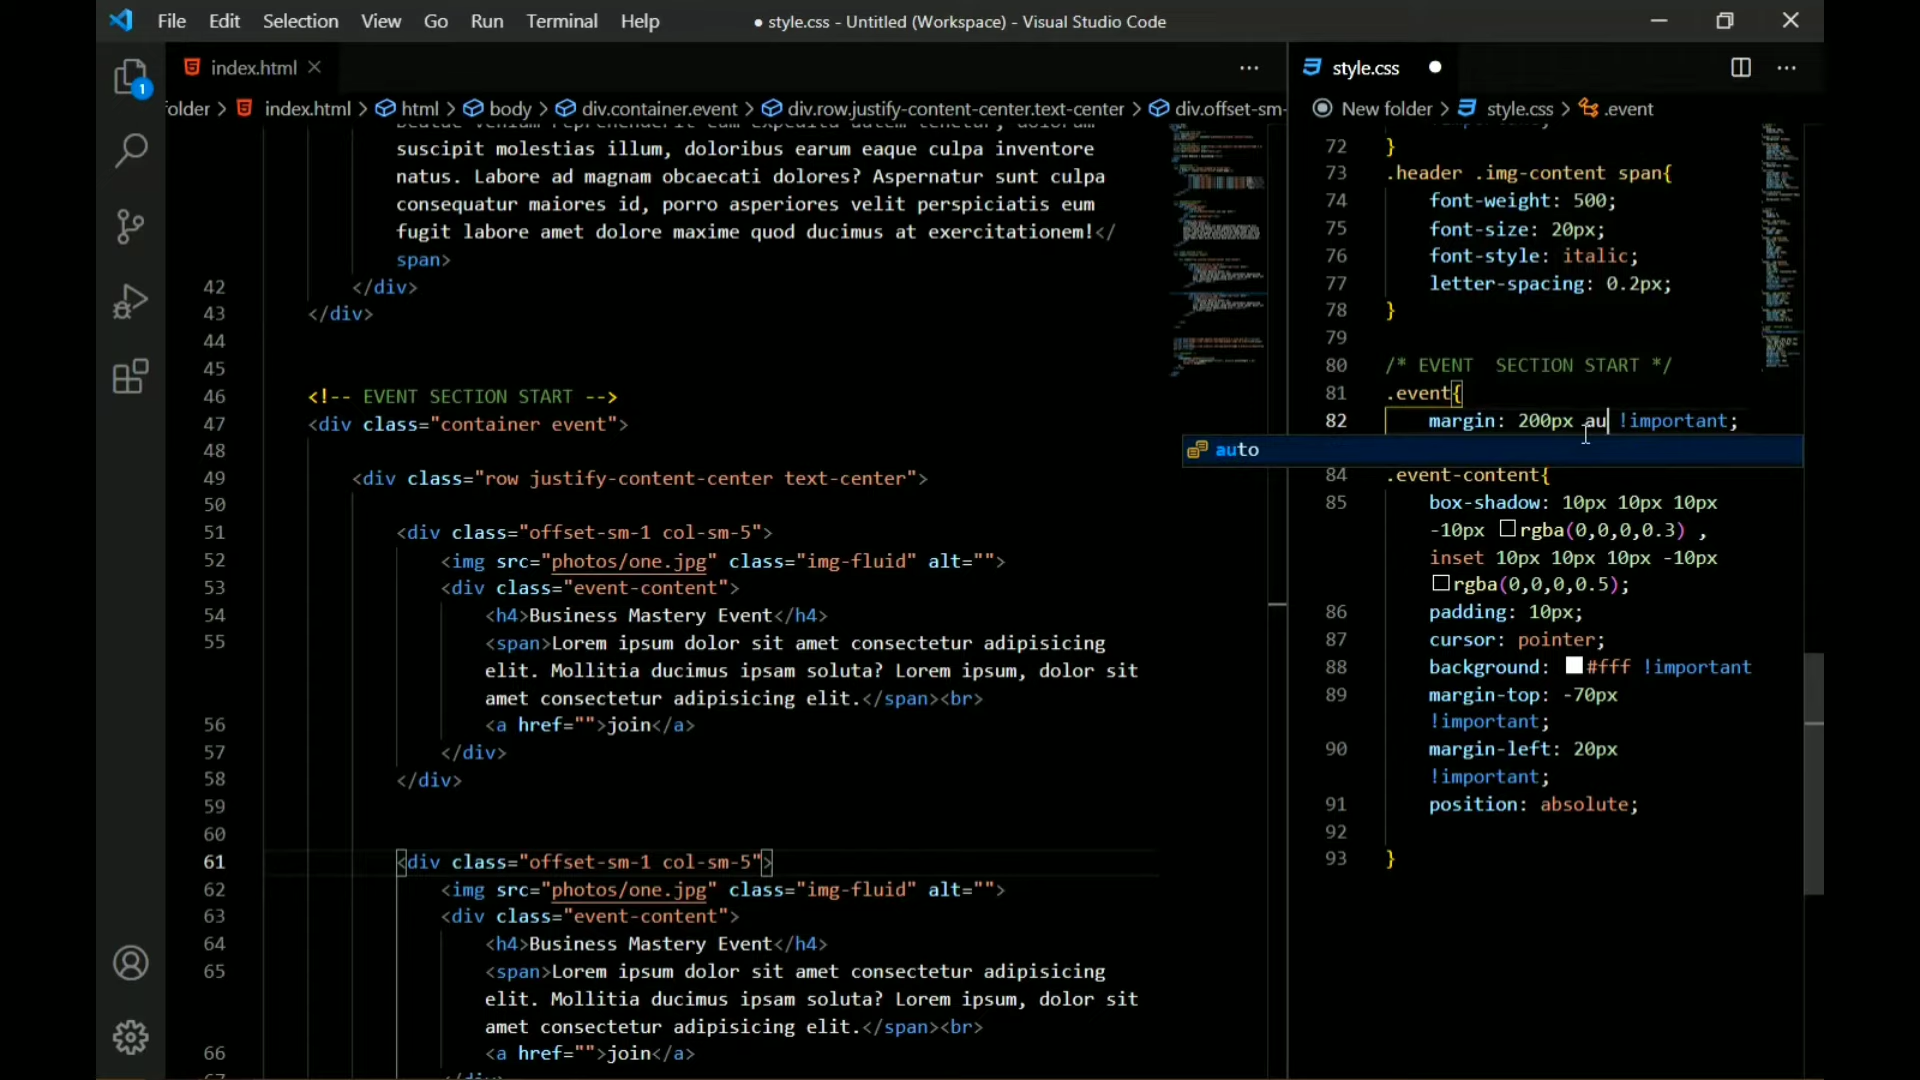 File Edit Selection View Go Run Terminal Help
● style.css - Untitled (Workspace) - Visual Studio Code
index.html
older > index.html > html > body > div.container.event > div.row.justify-content-center.text-center > div.offset-sm-
suscipit molestias illum, doloribus earum eaque culpa inventore
natus. Labore ad magnam obcaecati dolores? Aspernatur sunt culpa
consequatur maiores id, porro asperiores velit perspiciatis eum
fugit labore amet dolore maxime quod ducimus at exercitationem!</
span>
42 </div>
43 </div>
44
45
46 <!-- EVENT SECTION START -->
47 <div class="container event">
48
49 <div class="row justify-content-center text-center">
50
51 <div class="offset-sm-1 col-sm-5">
52 <img src="photos/one.jpg" class="img-fluid" alt="">
53 <div class="event-content">
54 <h4>Business Mastery Event</h4>
55 <span>Lorem ipsum dolor sit amet consectetur adipisicing
elit. Mollitia ducimus ipsam soluta? Lorem ipsum, dolor sit
amet consectetur adipisicing elit.</span><br>
56 <a href="">join</a>
57 </div>
58 </div>
59
60
61 <div class="offset-sm-1 col-sm-5">
62 <img src="photos/one.jpg" class="img-fluid" alt="">
63 <div class="event-content">
64 <h4>Business Mastery Event</h4>
65 <span>Lorem ipsum dolor sit amet consectetur adipisicing
elit. Mollitia ducimus ipsam soluta? Lorem ipsum, dolor sit
amet consectetur adipisicing elit.</span><br>
66 <a href="">join</a>
1
style.css
New folder > style.css > .event
72 }
73 .header .img-content span{
74 font-weight: 500;
75 font-size: 20px;
76 font-style: italic;
77 letter-spacing: 0.2px;
78 }
79
80 /* EVENT  SECTION START */
81 .event{
82 margin: 200px au !important;
auto
84 .event-content{
85 box-shadow: 10px 10px 10px
-10px rgba(0,0,0,0.3) ,
inset 10px 10px 10px -10px
rgba(0,0,0,0.5);
86 padding: 10px;
87 cursor: pointer;
88 background: #fff !important
89 margin-top: -70px
!important;
90 margin-left: 20px
!important;
91 position: absolute;
92
93 }